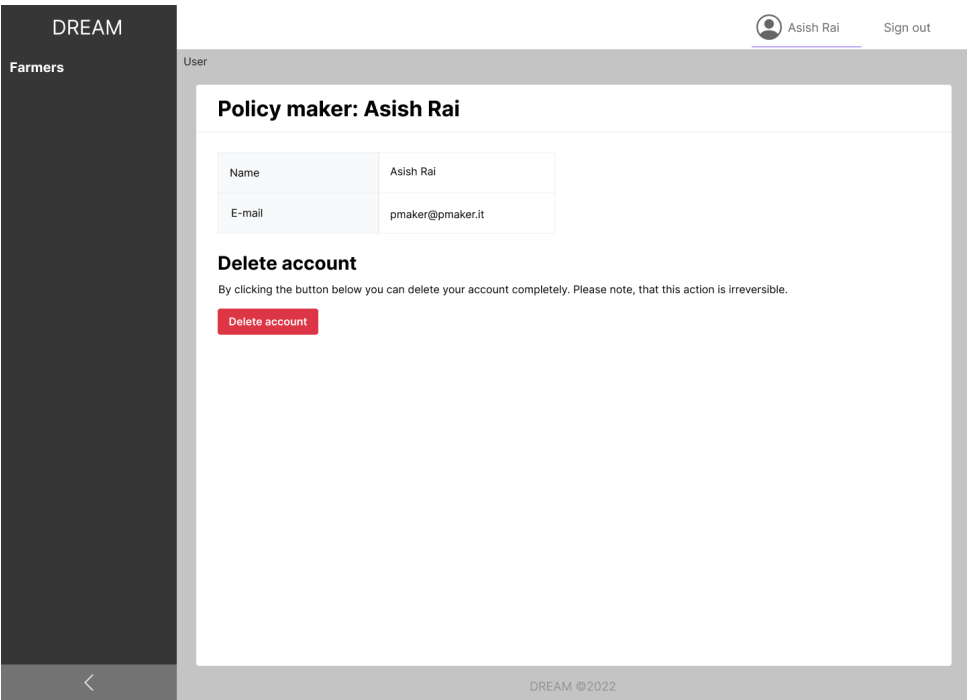 DREAM
Asish Rai
Sign out
Farmers
User
Policy maker: Asish Rai
Name
Asish Rai
E-mail
pmaker@pmaker.it
Delete account
By clicking the button below you can delete your account completely. Please note, that this action is irreversible.
Delete account
DREAM ©2022